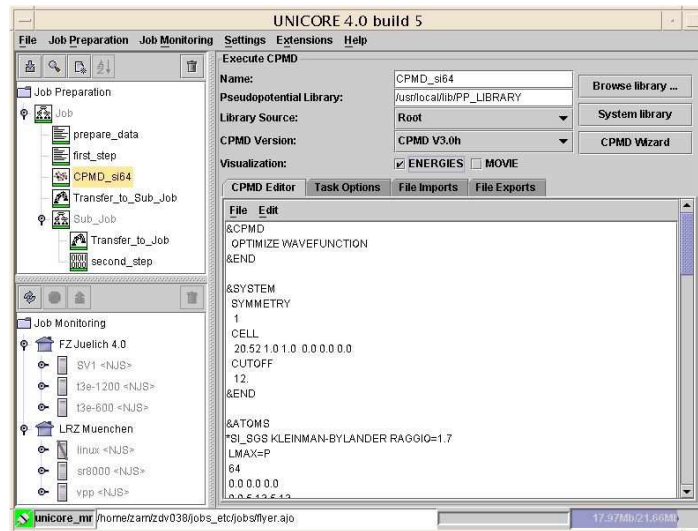 UNICORE 4.0 build 5
File Job Preparation Job Monitoring Settings Extensions Help
Job Preparation
Job
prepare_data
first_step
CPMD_si64
Transfer_to_Sub_Job
Sub_Job
Transfer_to_Job
second_step
Job Monitoring
FZ Juelich 4.0
SV1 <NJS>
t3e-1200 <NJS>
t3e-600 <NJS>
LRZ Muenchen
linux <NJS>
sr8000 <NJS>
vpp <NJS>
Execute CPMD
Name: CPMD_si64 Browse library ...
Pseudopotential Library: /usr/local/lib/PP_LIBRARY
Library Source: Root System library
CPMD Version: CPMD V3.0h CPMD Wizard
Visualization: ENERGIES MOVIE
CPMD Editor Task Options File Imports File Exports
File Edit
&CPMD
OPTIMIZE WAVEFUNCTION
&END
&SYSTEM
SYMMETRY
1
CELL
20.52 1.0 1.0 0.0 0.0 0.0
CUTOFF
12.
&END
&ATOMS
*SI_SGS KLEINMAN-BYLANDER RAGGIO=1.7
LMAX=P
64
0.0 0.0 0.0
unicore_mr /home/zam/zdv038/jobs_etc/jobs/flyer.ajo 17.97Mb/21.66Mb